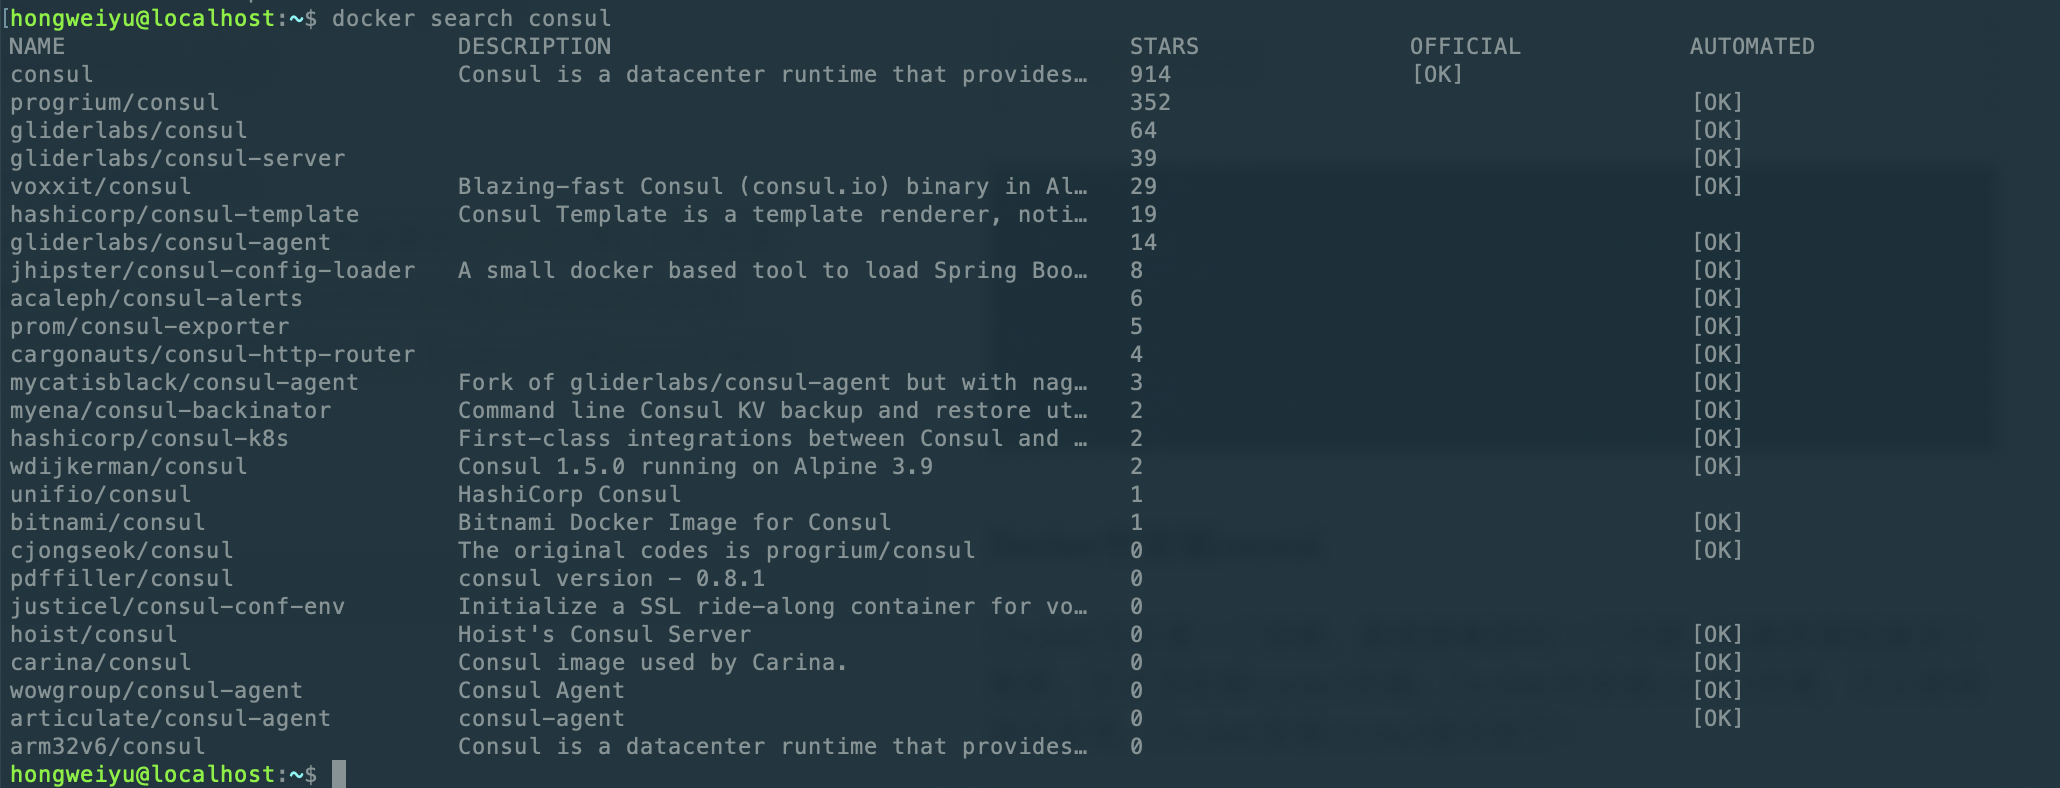 [hongweiyu@localhost:~$ docker search consul
NAME DESCRIPTION STARS OFFICIAL AUTOMATED
consul Consul is a datacenter runtime that provides… 914 [OK]
progrium/consul 352 [OK]
gliderlabs/consul 64 [OK]
gliderlabs/consul-server 39 [OK]
voxxit/consul Blazing-fast Consul (consul.io) binary in Al… 29 [OK]
hashicorp/consul-template Consul Template is a template renderer, noti… 19
gliderlabs/consul-agent 14 [OK]
jhipster/consul-config-loader A small docker based tool to load Spring Boo… 8 [OK]
acaleph/consul-alerts 6 [OK]
prom/consul-exporter 5 [OK]
cargonauts/consul-http-router 4 [OK]
mycatisblack/consul-agent Fork of gliderlabs/consul-agent but with nag… 3 [OK]
myena/consul-backinator Command line Consul KV backup and restore ut… 2 [OK]
hashicorp/consul-k8s First-class integrations between Consul and … 2 [OK]
wdijkerman/consul Consul 1.5.0 running on Alpine 3.9 2 [OK]
unifio/consul HashiCorp Consul 1
bitnami/consul Bitnami Docker Image for Consul 1 [OK]
cjongseok/consul The original codes is progrium/consul 0 [OK]
pdffiller/consul consul version - 0.8.1 0
justicel/consul-conf-env Initialize a SSL ride-along container for vo… 0
hoist/consul Hoist's Consul Server 0 [OK]
carina/consul Consul image used by Carina. 0 [OK]
wowgroup/consul-agent Consul Agent 0 [OK]
articulate/consul-agent consul-agent 0 [OK]
arm32v6/consul Consul is a datacenter runtime that provides… 0
hongweiyu@localhost:~$